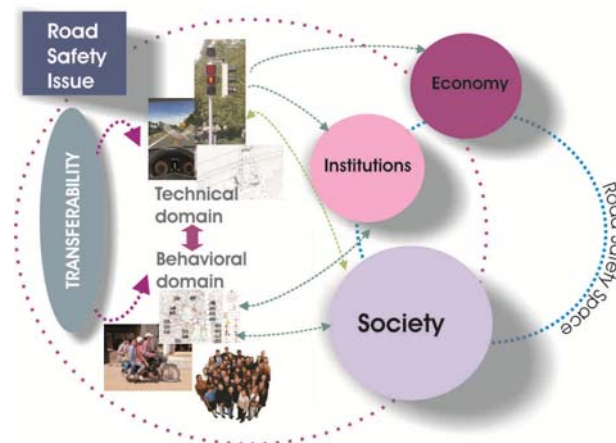 Road
Safety
Issue
Economy
Institutions
TRANSFERABILITY
Technical
domain
Behavioral
domain
Society
Road safety space